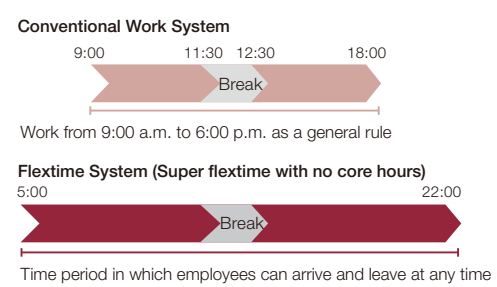 Conventional Work System
9:00 11:30 12:30 18:00
Break
Work from 9:00 a.m. to 6:00 p.m. as a general rule
Flextime System (Super flextime with no core hours)
5:00 22:00
Break
Time period in which employees can arrive and leave at any time